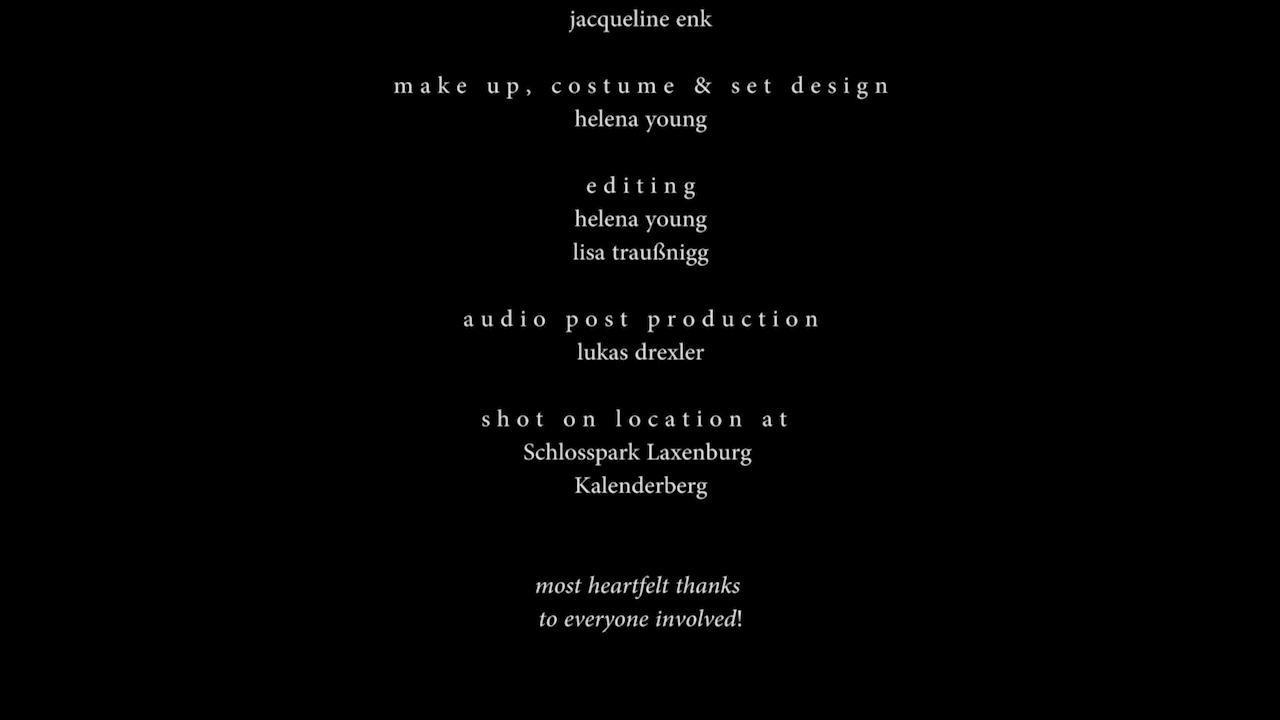 jacqueline enk
make up, costume & set design
helena young
editing
helena young
lisa traußnigg
audio post production
lukas drexler
shot on location at
Schlosspark Laxenburg
Kalenderberg
most heartfelt thanks
to everyone involved!